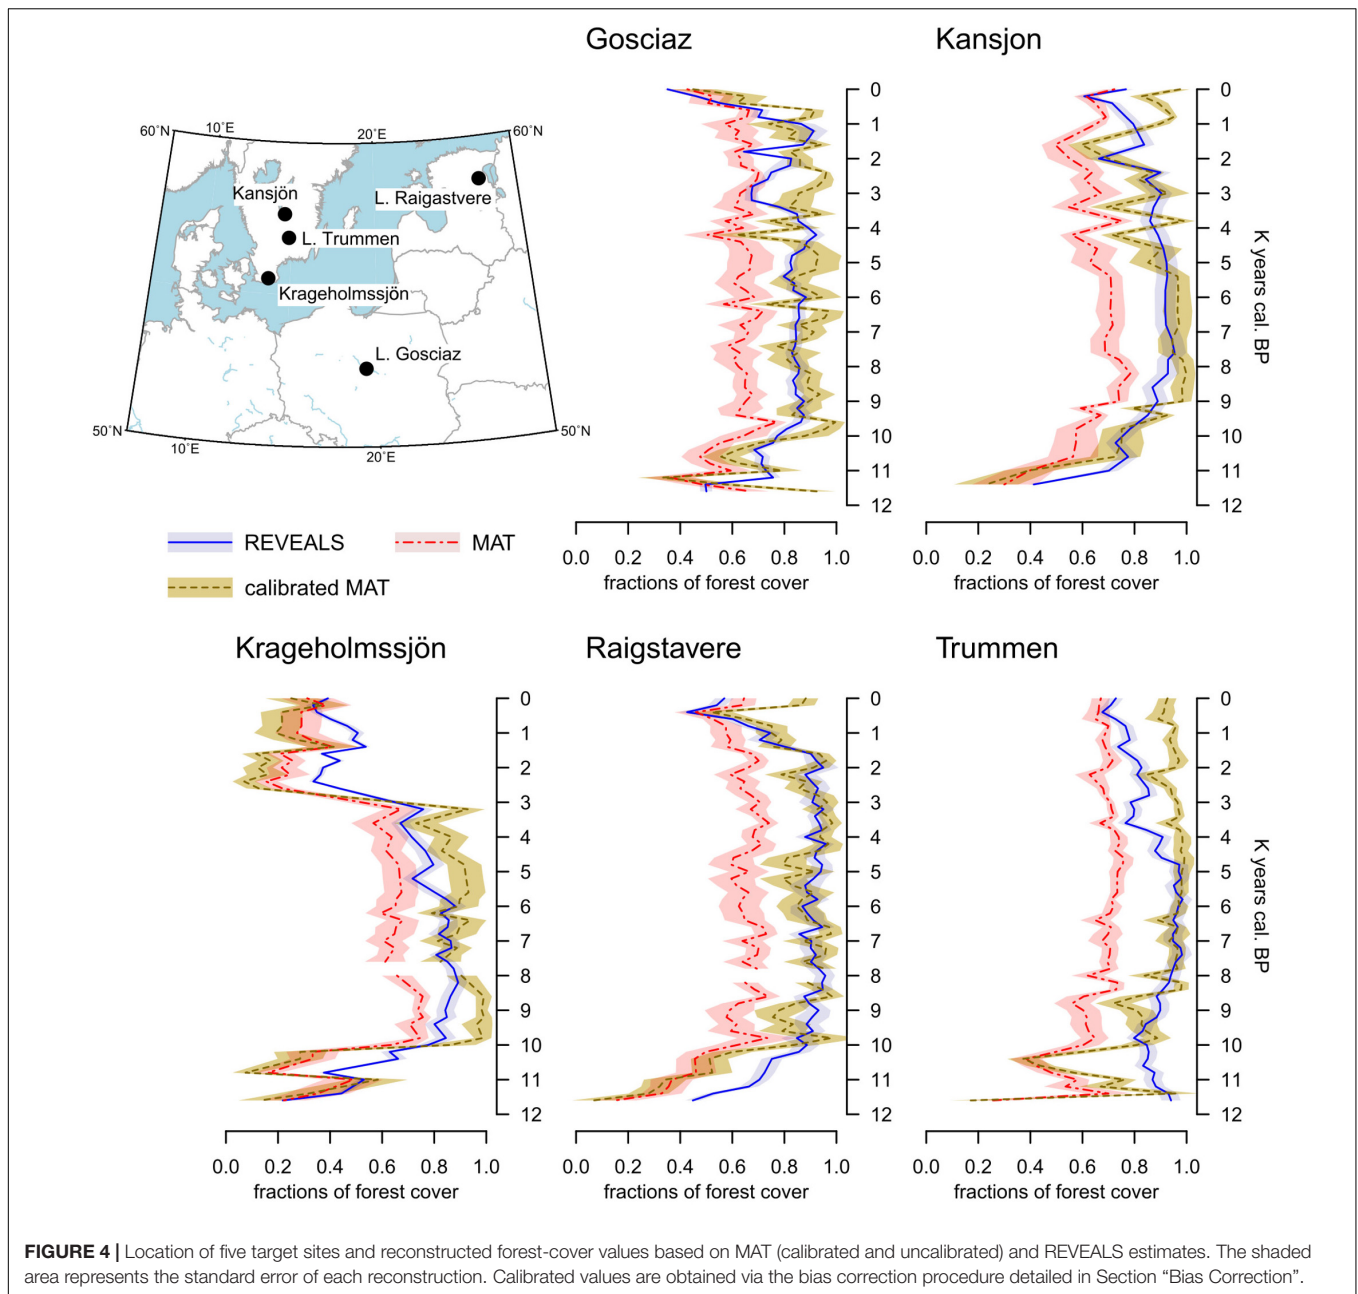 Gosciaz
Kansjon
60°N
10°E
20°E
60°N
Kansjön
L. Raigastvere
L. Trummen
Krageholmssjön
L. Gosciaz
50°N
10°E
20°E
50°N
0
1
2
3
4
5
6
7
8
9
10
11
12
0
1
2
3
4
5
6
7
8
9
10
11
12
K years cal. BP
0.0 0.2 0.4 0.6 0.8 1.0
fractions of forest cover
0.0 0.2 0.4 0.6 0.8 1.0
fractions of forest cover
REVEALS
MAT
calibrated MAT
Krageholmssjön
Raigstavere
Trummen
0
1
2
3
4
5
6
7
8
9
10
11
12
0
1
2
3
4
5
6
7
8
9
10
11
12
0
1
2
3
4
5
6
7
8
9
10
11
12
K years cal. BP
0.0 0.2 0.4 0.6 0.8 1.0
fractions of forest cover
0.0 0.2 0.4 0.6 0.8 1.0
fractions of forest cover
0.0 0.2 0.4 0.6 0.8 1.0
fractions of forest cover
FIGURE 4 | Location of five target sites and reconstructed forest-cover values based on MAT (calibrated and uncalibrated) and REVEALS estimates. The shaded
area represents the standard error of each reconstruction. Calibrated values are obtained via the bias correction procedure detailed in Section “Bias Correction”.